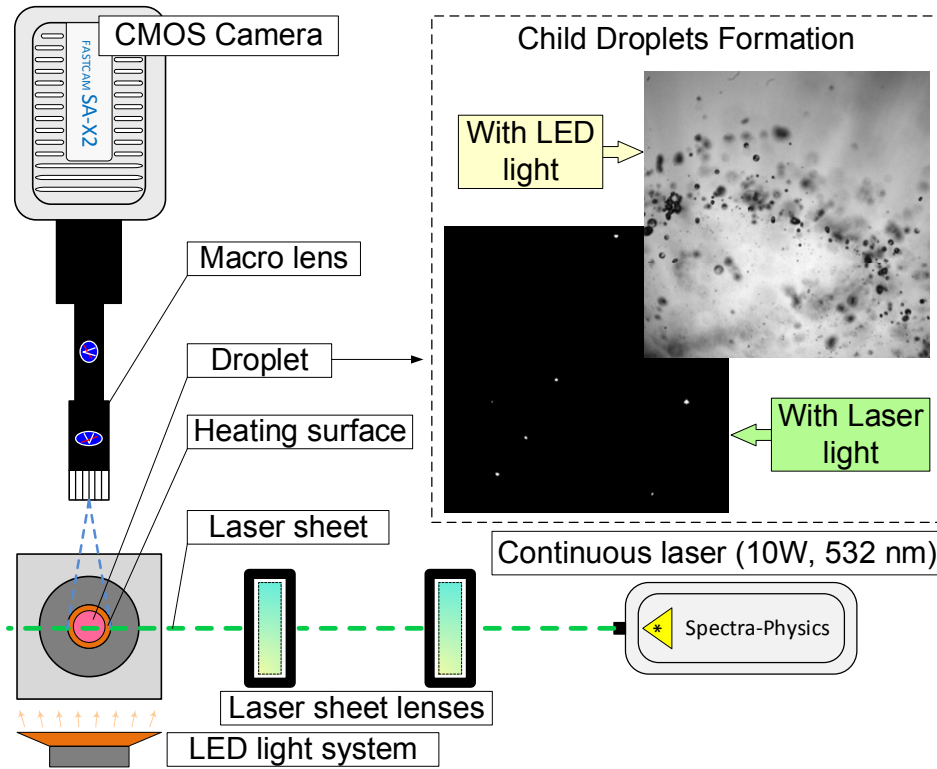 CMOS Camera
FASTCAM SA-X2
Child Droplets Formation
With LED
light
Macro lens
Droplet
With Laser
light
Heating surface
Laser sheet
Continuous laser (10W, 532 nm)
*
Spectra-Physics
Laser sheet lenses
LED light system